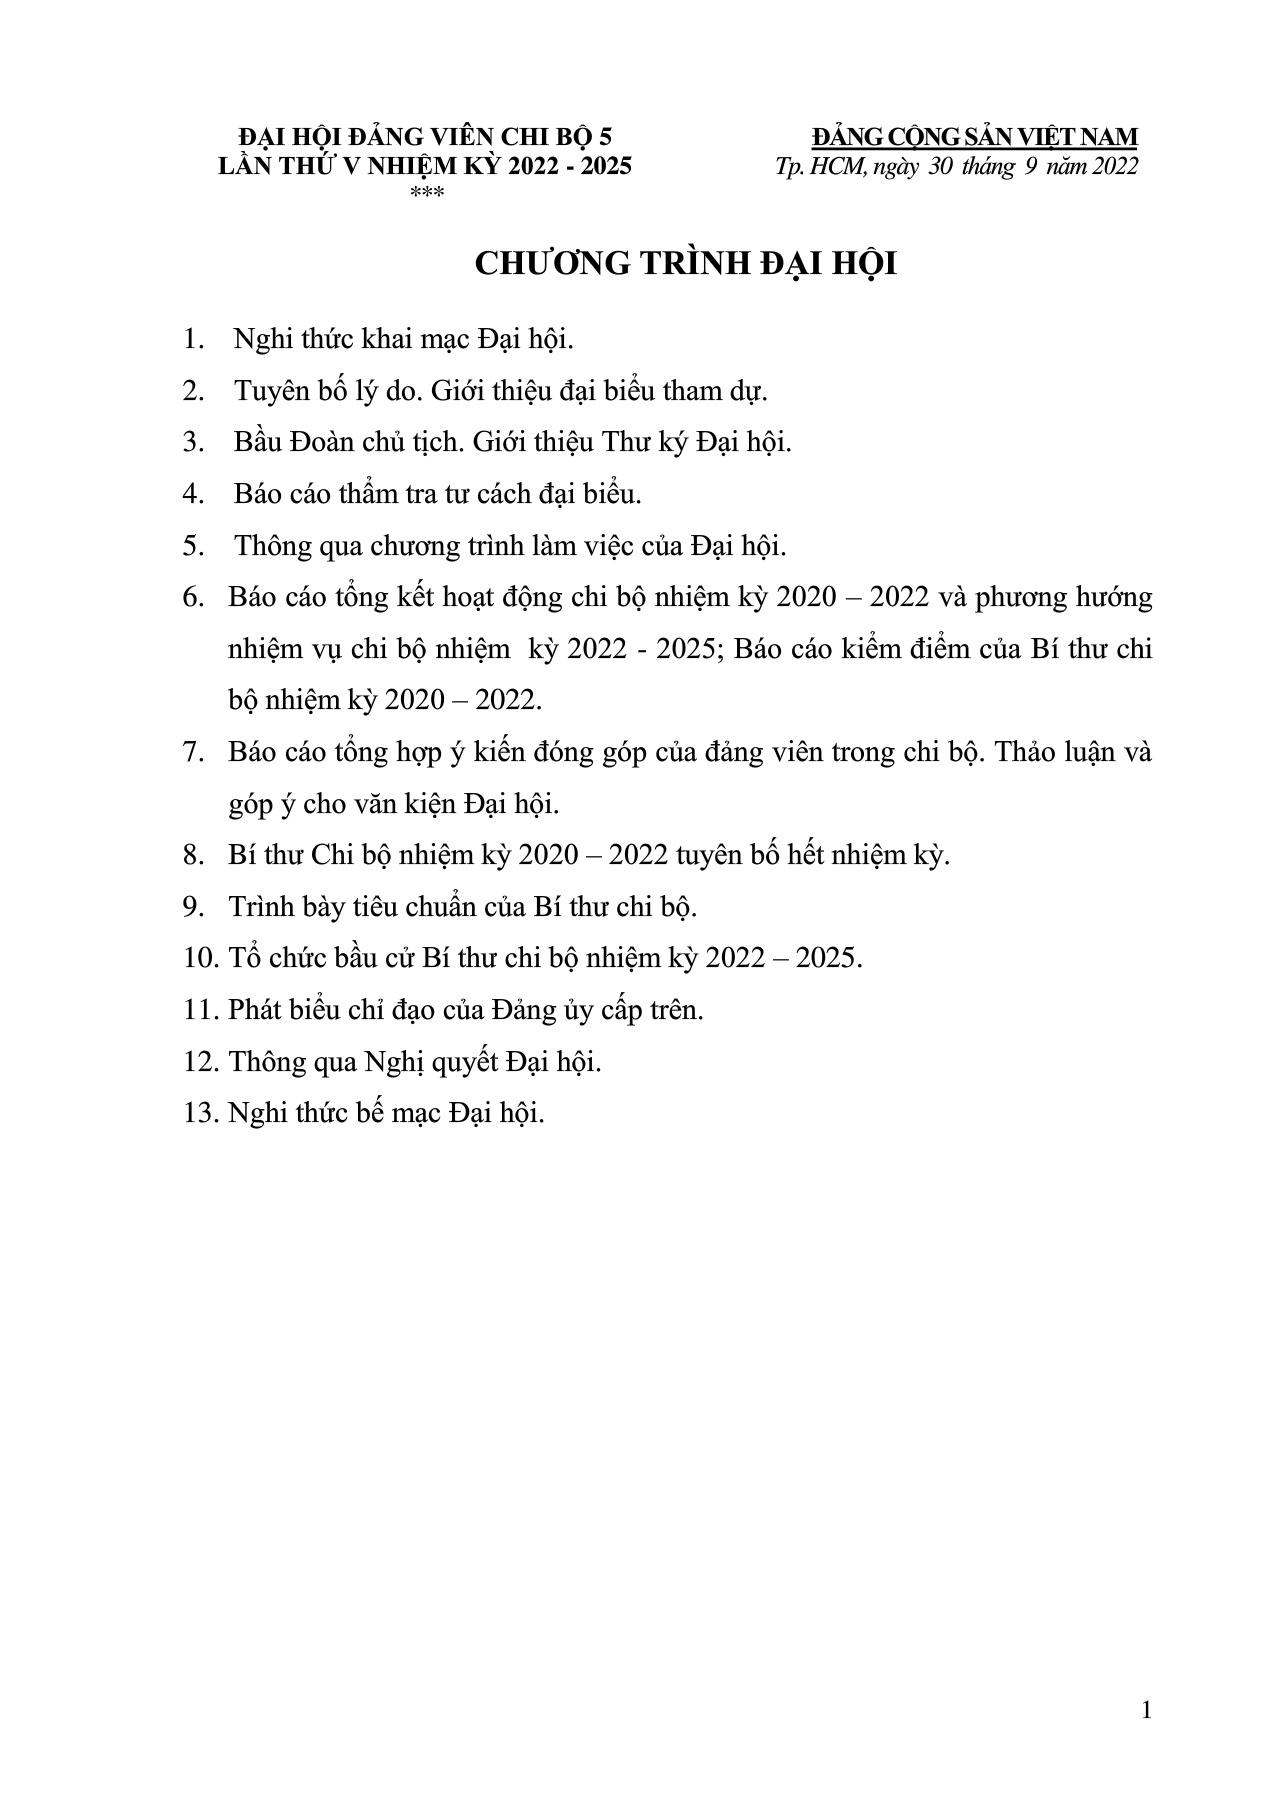 ĐẠI HỘI ĐẢNG VIÊN CHI BỘ 5
LẦN THỨ V NHIỆM KỲ 2022 - 2025
***
ĐẢNG CỘNG SẢN VIỆT NAM
Tp. HCM, ngày 30 tháng 9 năm 2022
CHƯƠNG TRÌNH ĐẠI HỘI
1. Nghi thức khai mạc Đại hội.
2. Tuyên bố lý do. Giới thiệu đại biểu tham dự.
3. Bầu Đoàn chủ tịch. Giới thiệu Thư ký Đại hội.
4. Báo cáo thẩm tra tư cách đại biểu.
5. Thông qua chương trình làm việc của Đại hội.
6. Báo cáo tổng kết hoạt động chi bộ nhiệm kỳ 2020 – 2022 và phương hướng
nhiệm vụ chi bộ nhiệm kỳ 2022 - 2025; Báo cáo kiểm điểm của Bí thư chi
bộ nhiệm kỳ 2020 – 2022.
7. Báo cáo tổng hợp ý kiến đóng góp của đảng viên trong chi bộ. Thảo luận và
góp ý cho văn kiện Đại hội.
8. Bí thư Chi bộ nhiệm kỳ 2020 – 2022 tuyên bố hết nhiệm kỳ.
9. Trình bày tiêu chuẩn của Bí thư chi bộ.
10. Tổ chức bầu cử Bí thư chi bộ nhiệm kỳ 2022 – 2025.
11. Phát biểu chỉ đạo của Đảng ủy cấp trên.
12. Thông qua Nghị quyết Đại hội.
13. Nghi thức bế mạc Đại hội.
1